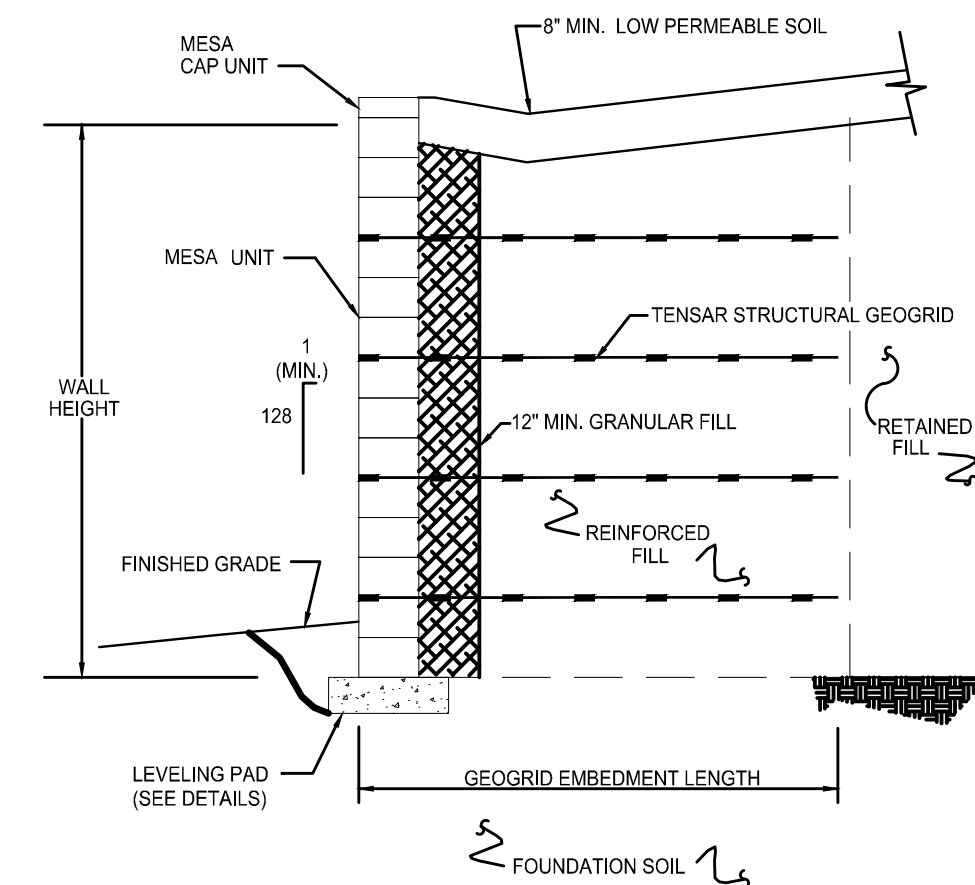 8" MIN. LOW PERMEABLE SOIL
MESA
CAP UNIT
MESA UNIT
TENSAR STRUCTURAL GEOGRID
1
(MIN.)
128
WALL
HEIGHT
12" MIN. GRANULAR FILL
RETAINED
FILL
REINFORCED
FILL
FINISHED GRADE
LEVELING PAD
(SEE DETAILS)
GEOGRID EMBEDMENT LENGTH
FOUNDATION SOIL